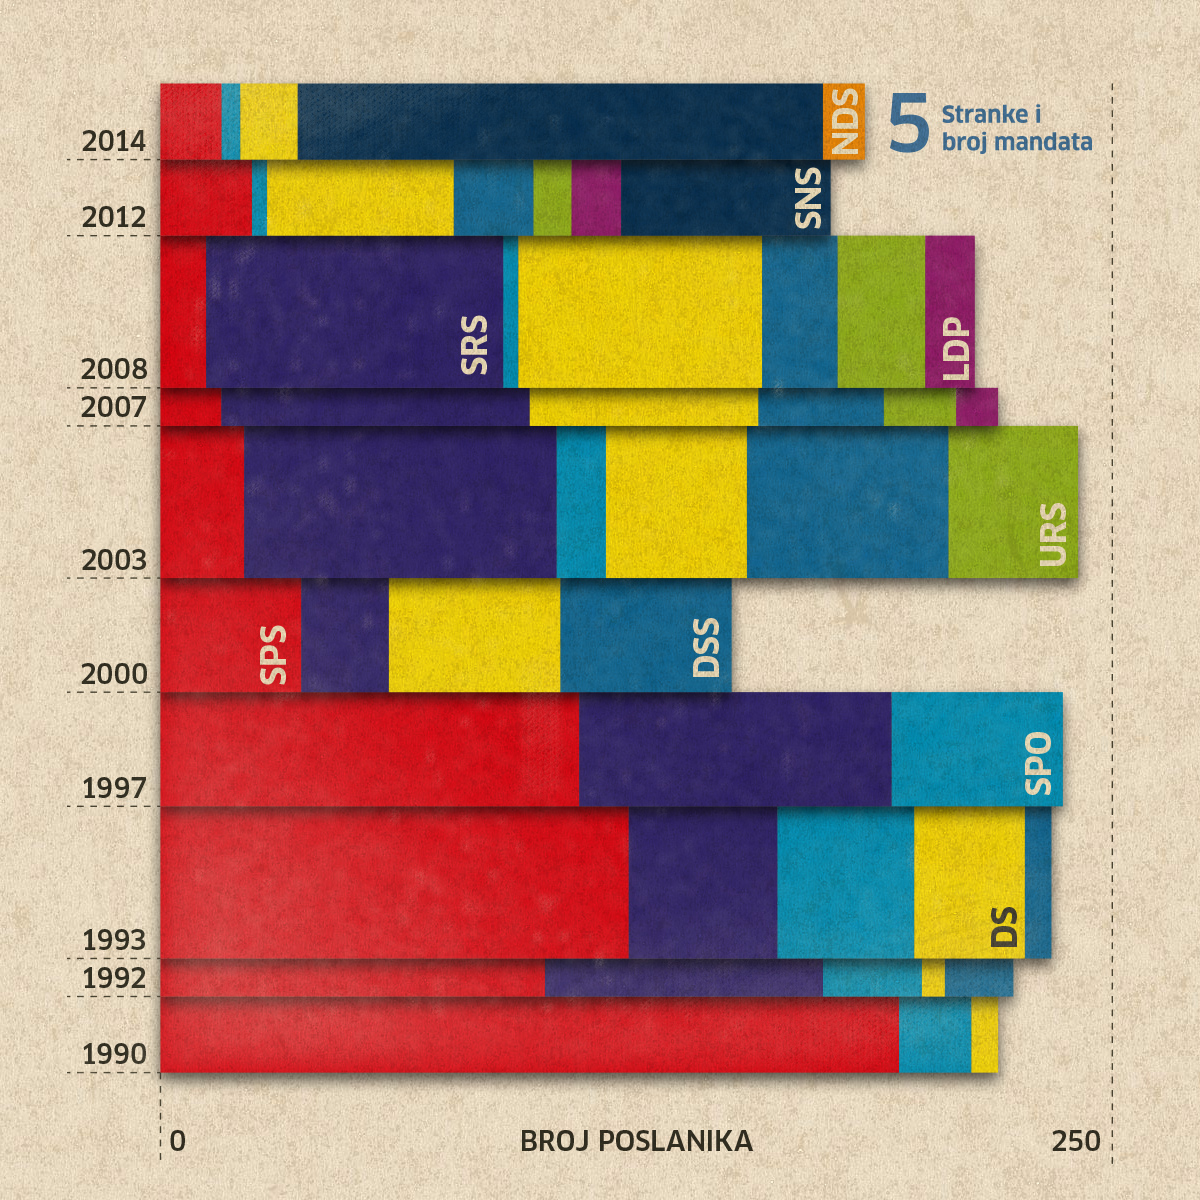 5
Stranke i
broj mandata
2014
NDS
2012
SNS
2008
SRS
LDP
2007
2003
URS
2000
SPS
DSS
1997
SPO
1993
DS
1992
1990
0
BROJ POSLANIKA
250